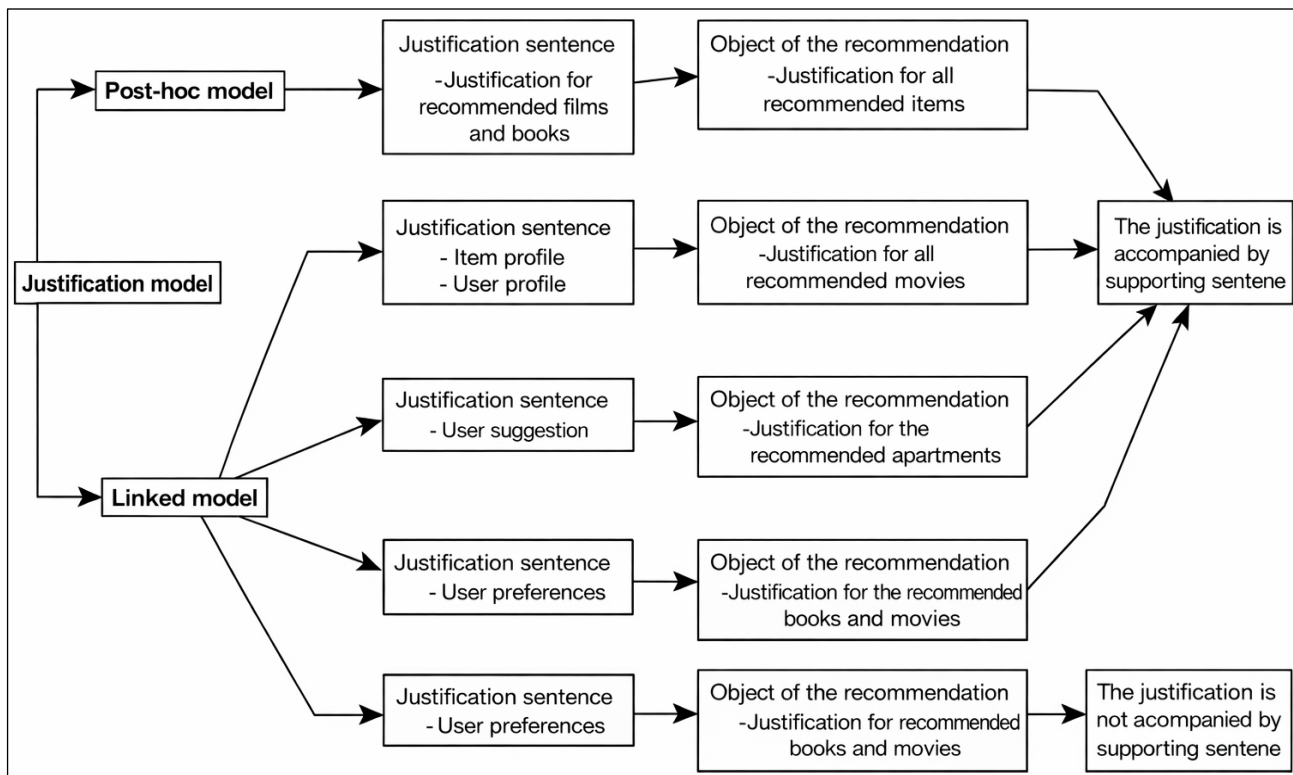 Post-hoc model
Justification sentence
-Justification for
recommended films
and books
Object of the recommendation
-Justification for all
recommended items
Justification model
Justification sentence
- Item profile
- User profile
Object of the recommendation
-Justification for all
recommended movies
The justification is
accompanied by
supporting sentene
Linked model
Justification sentence
- User suggestion
Object of the recommendation
-Justification for the
recommended apartments
Justification sentence
- User preferences
Object of the recommendation
-Justification for the recommended
books and movies
Justification sentence
- User preferences
Object of the recommendation
-Justification for recommended
books and movies
The justification is
not acompanied by
supporting sentene